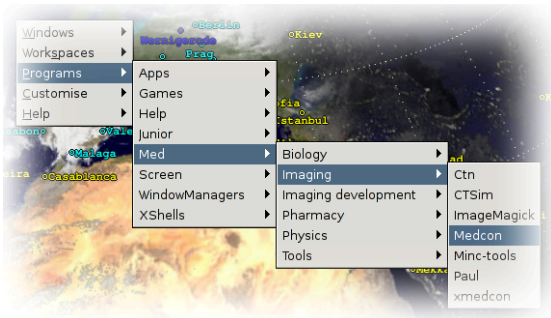 Berlin
Wernigerode
Prag
Kiev
Windows
Workspaces
Programs
Customise
Help
Apps
Games
Help
Junior
Med
Screen
WindowManagers
XShells
Istanbul
Malaga
Casablanca
Biology
Imaging
Imaging development
Pharmacy
Physics
Tools
Ctn
CTSim
ImageMagick
Medcon
Minc-tools
Paul
xmedcon